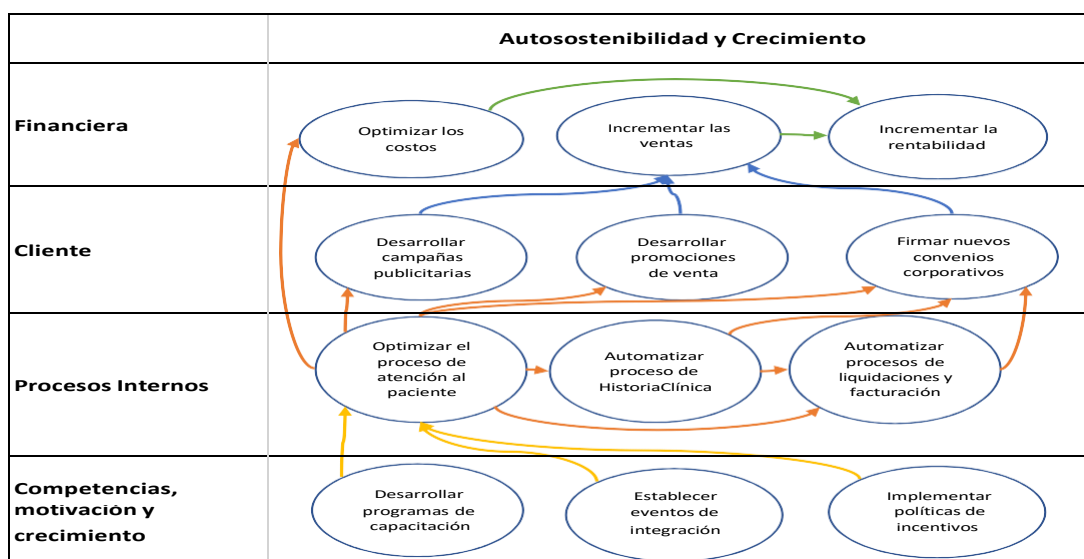 Autosostenibilidad y Crecimiento
Financiera
Optimizar los
costos
Incrementar las
ventas
Incrementar la
rentabilidad
Cliente
Desarrollar
campañas
publicitarias
Desarrollar
promociones
de venta
Firmar nuevos
convenios
corporativos
Procesos Internos
Optimizar el
proceso de
atención al
paciente
Automatizar
proceso de
HistoriaClínica
Automatizar
procesos de
liquidaciones y
facturación
Competencias,
motivación y
crecimiento
Desarrollar
programas de
capacitación
Establecer
eventos de
integración
Implementar
políticas de
incentivos